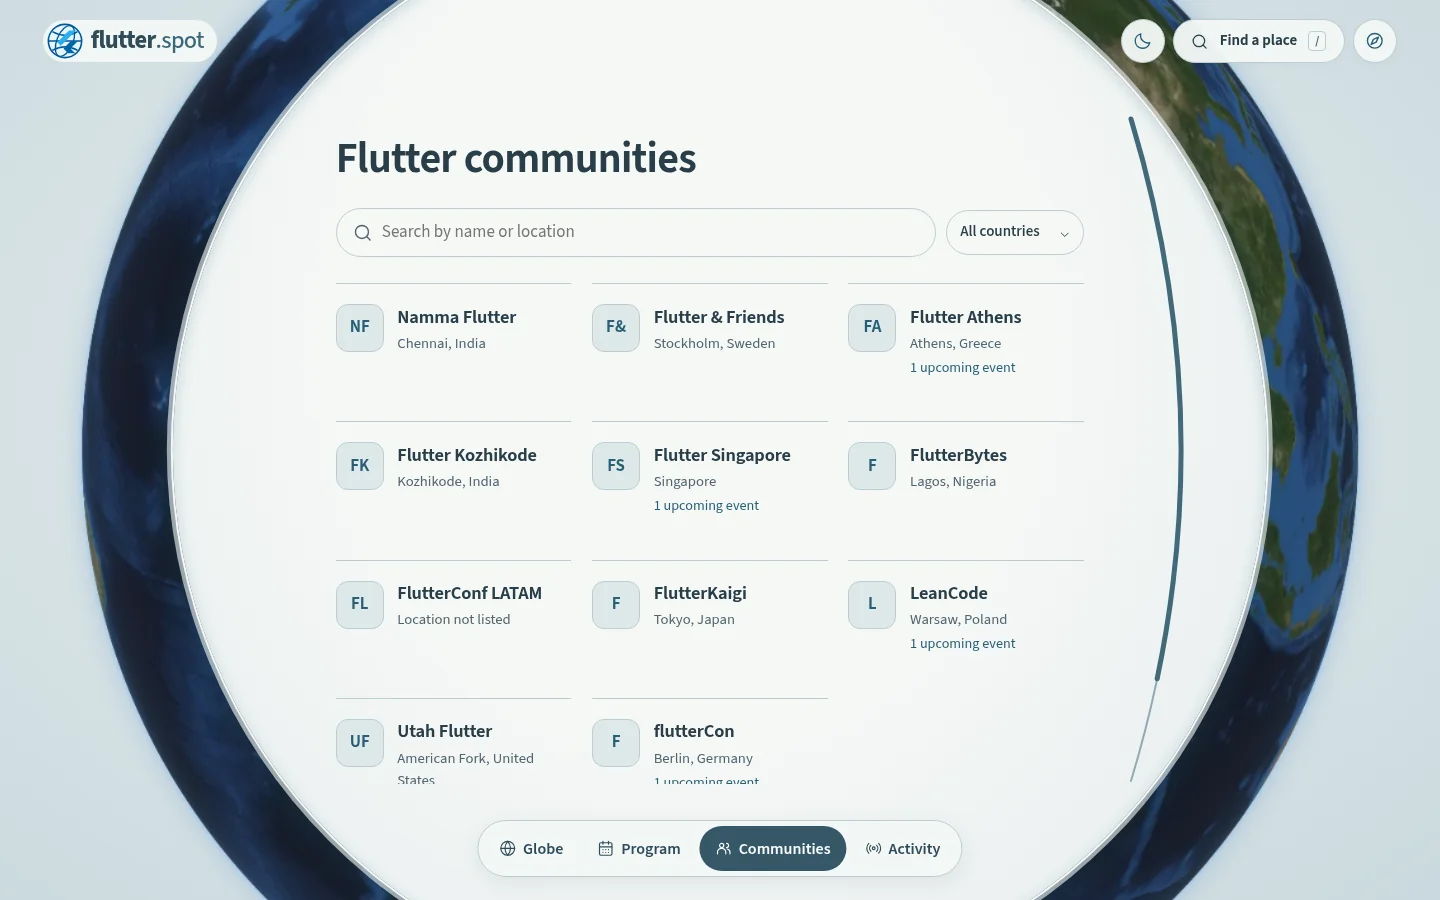 flutter.spot
Find a place /
Flutter communities
Search by name or location
All countries
NF
Namma Flutter
Chennai, India
F&
Flutter & Friends
Stockholm, Sweden
FA
Flutter Athens
Athens, Greece
1 upcoming event
FK
Flutter Kozhikode
Kozhikode, India
FS
Flutter Singapore
Singapore
1 upcoming event
F
FlutterBytes
Lagos, Nigeria
FL
FlutterConf LATAM
Location not listed
F
FlutterKaigi
Tokyo, Japan
L
LeanCode
Warsaw, Poland
1 upcoming event
UF
Utah Flutter
American Fork, United
States
F
flutterCon
Berlin, Germany
1 upcoming event
Globe
Program
Communities
Activity